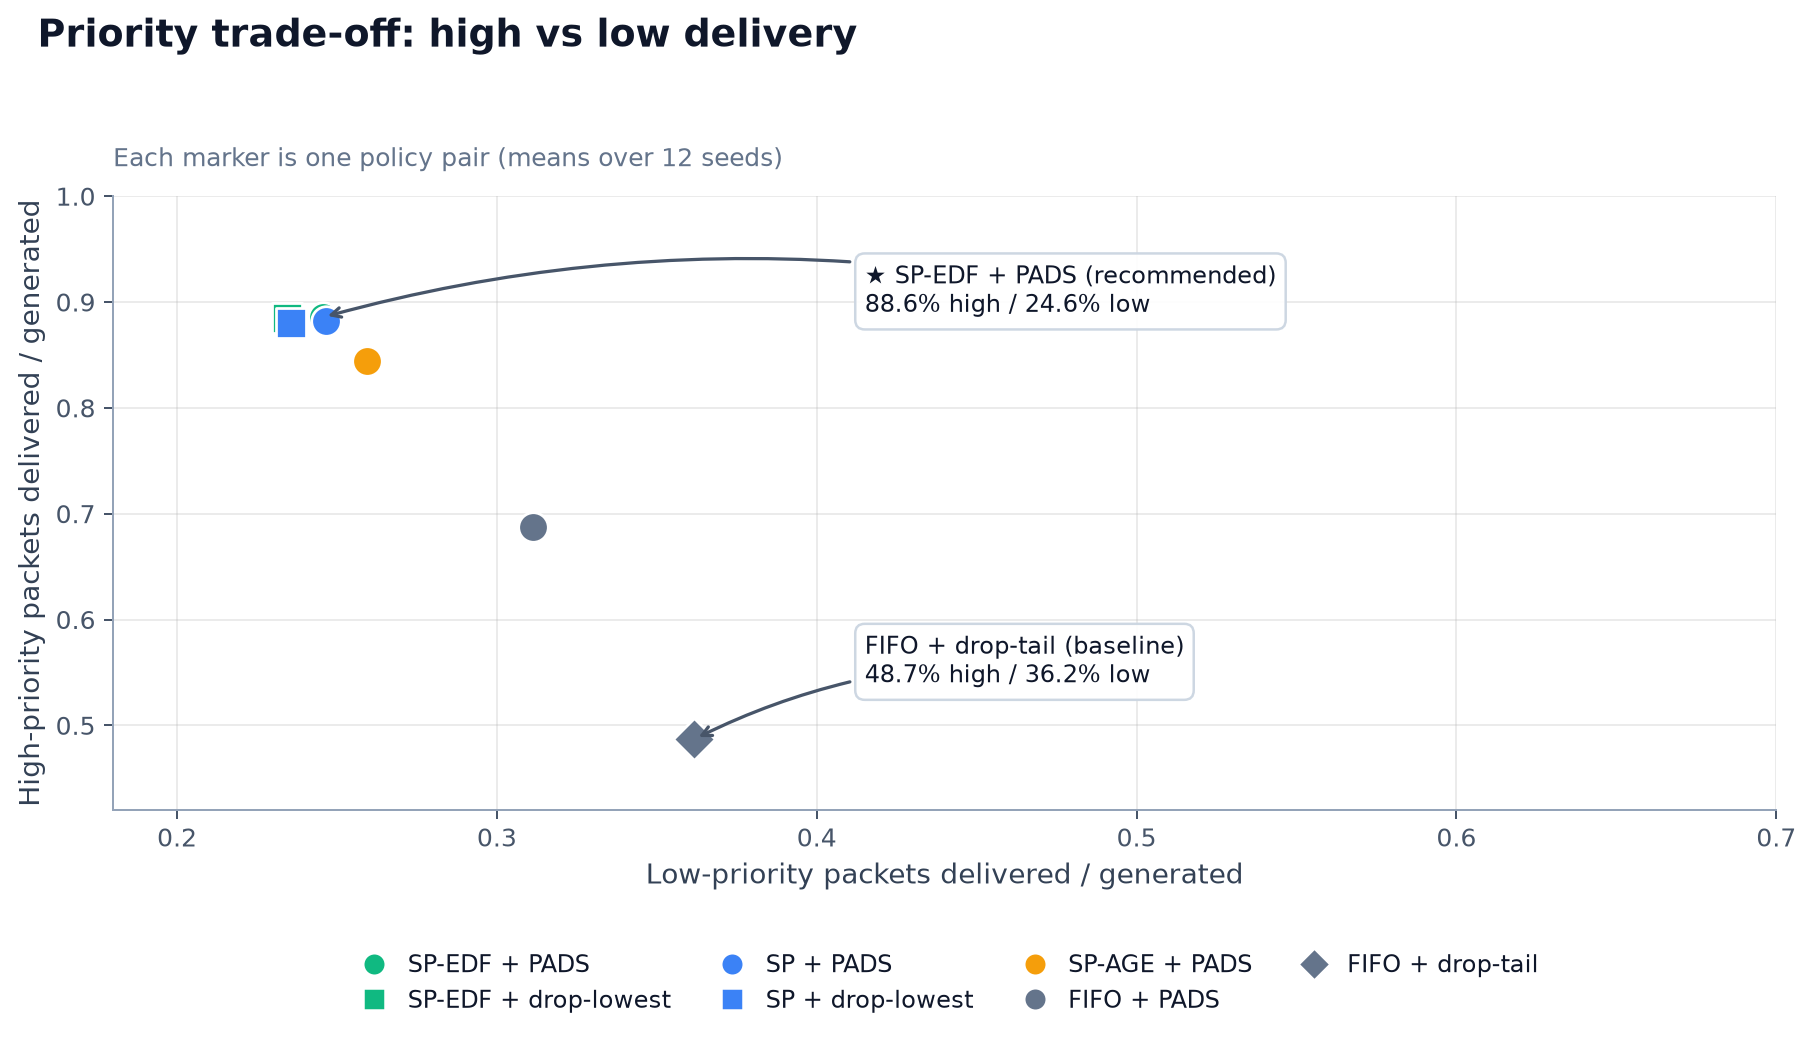 Priority trade-off: high vs low delivery
Each marker is one policy pair (means over 12 seeds)
High-priority packets delivered / generated
1.0
0.9
0.8
0.7
0.6
0.5
★ SP-EDF + PADS (recommended)
88.6% high / 24.6% low
FIFO + drop-tail (baseline)
48.7% high / 36.2% low
0.2
0.3
0.4
0.5
0.6
0.7
Low-priority packets delivered / generated
SP-EDF + PADS
SP + PADS
SP-AGE + PADS
FIFO + drop-tail
SP-EDF + drop-lowest
SP + drop-lowest
FIFO + PADS